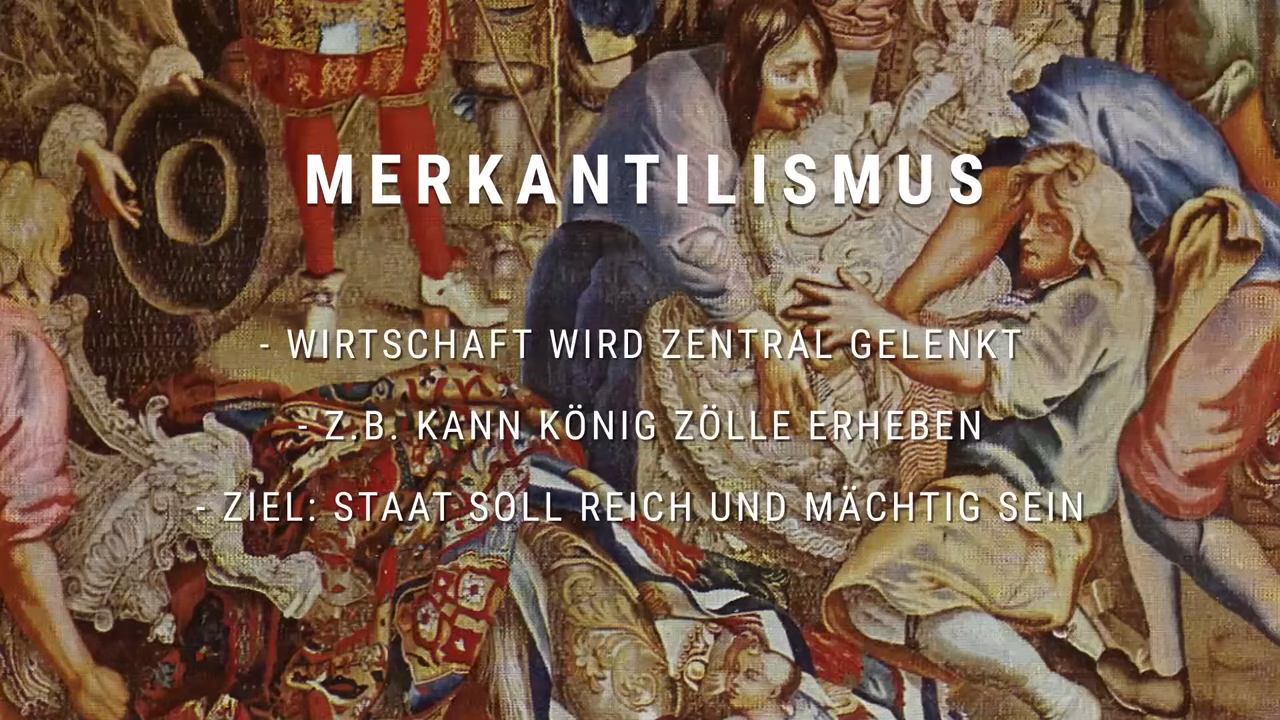 MERKANTILISMUS
- WIRTSCHAFT WIRD ZENTRAL GELENKT
- Z.B. KANN KÖNIG ZÖLLE ERHEBEN
- ZIEL: STAAT SOLL REICH UND MÄCHTIG SEIN